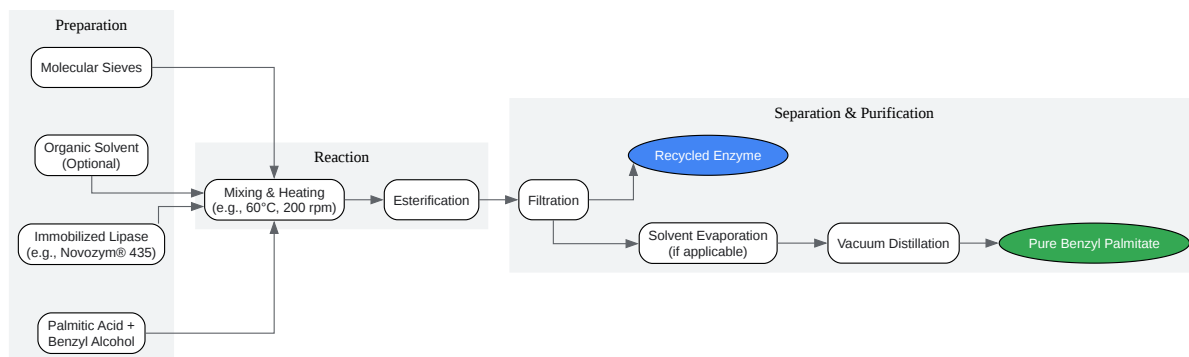 Preparation
Molecular Sieves
Organic Solvent
(Optional)
Immobilized Lipase
(e.g., Novozym® 435)
Palmitic Acid +
Benzyl Alcohol
Reaction
Mixing & Heating
(e.g., 60°C, 200 rpm)
Esterification
Separation & Purification
Filtration
Recycled Enzyme
Solvent Evaporation
(if applicable)
Vacuum Distillation
Pure Benzyl Palmitate